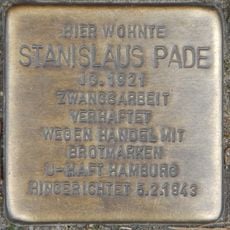 HIER WOHNTE
STANISLAUS PADE
JG. 1921
ZWANGSARBEIT
VERHAFTET
WEGEN HANDEL MIT
BROTMARKEN
U-HAFT HAMBURG
HINGERICHTET 5.2.1943